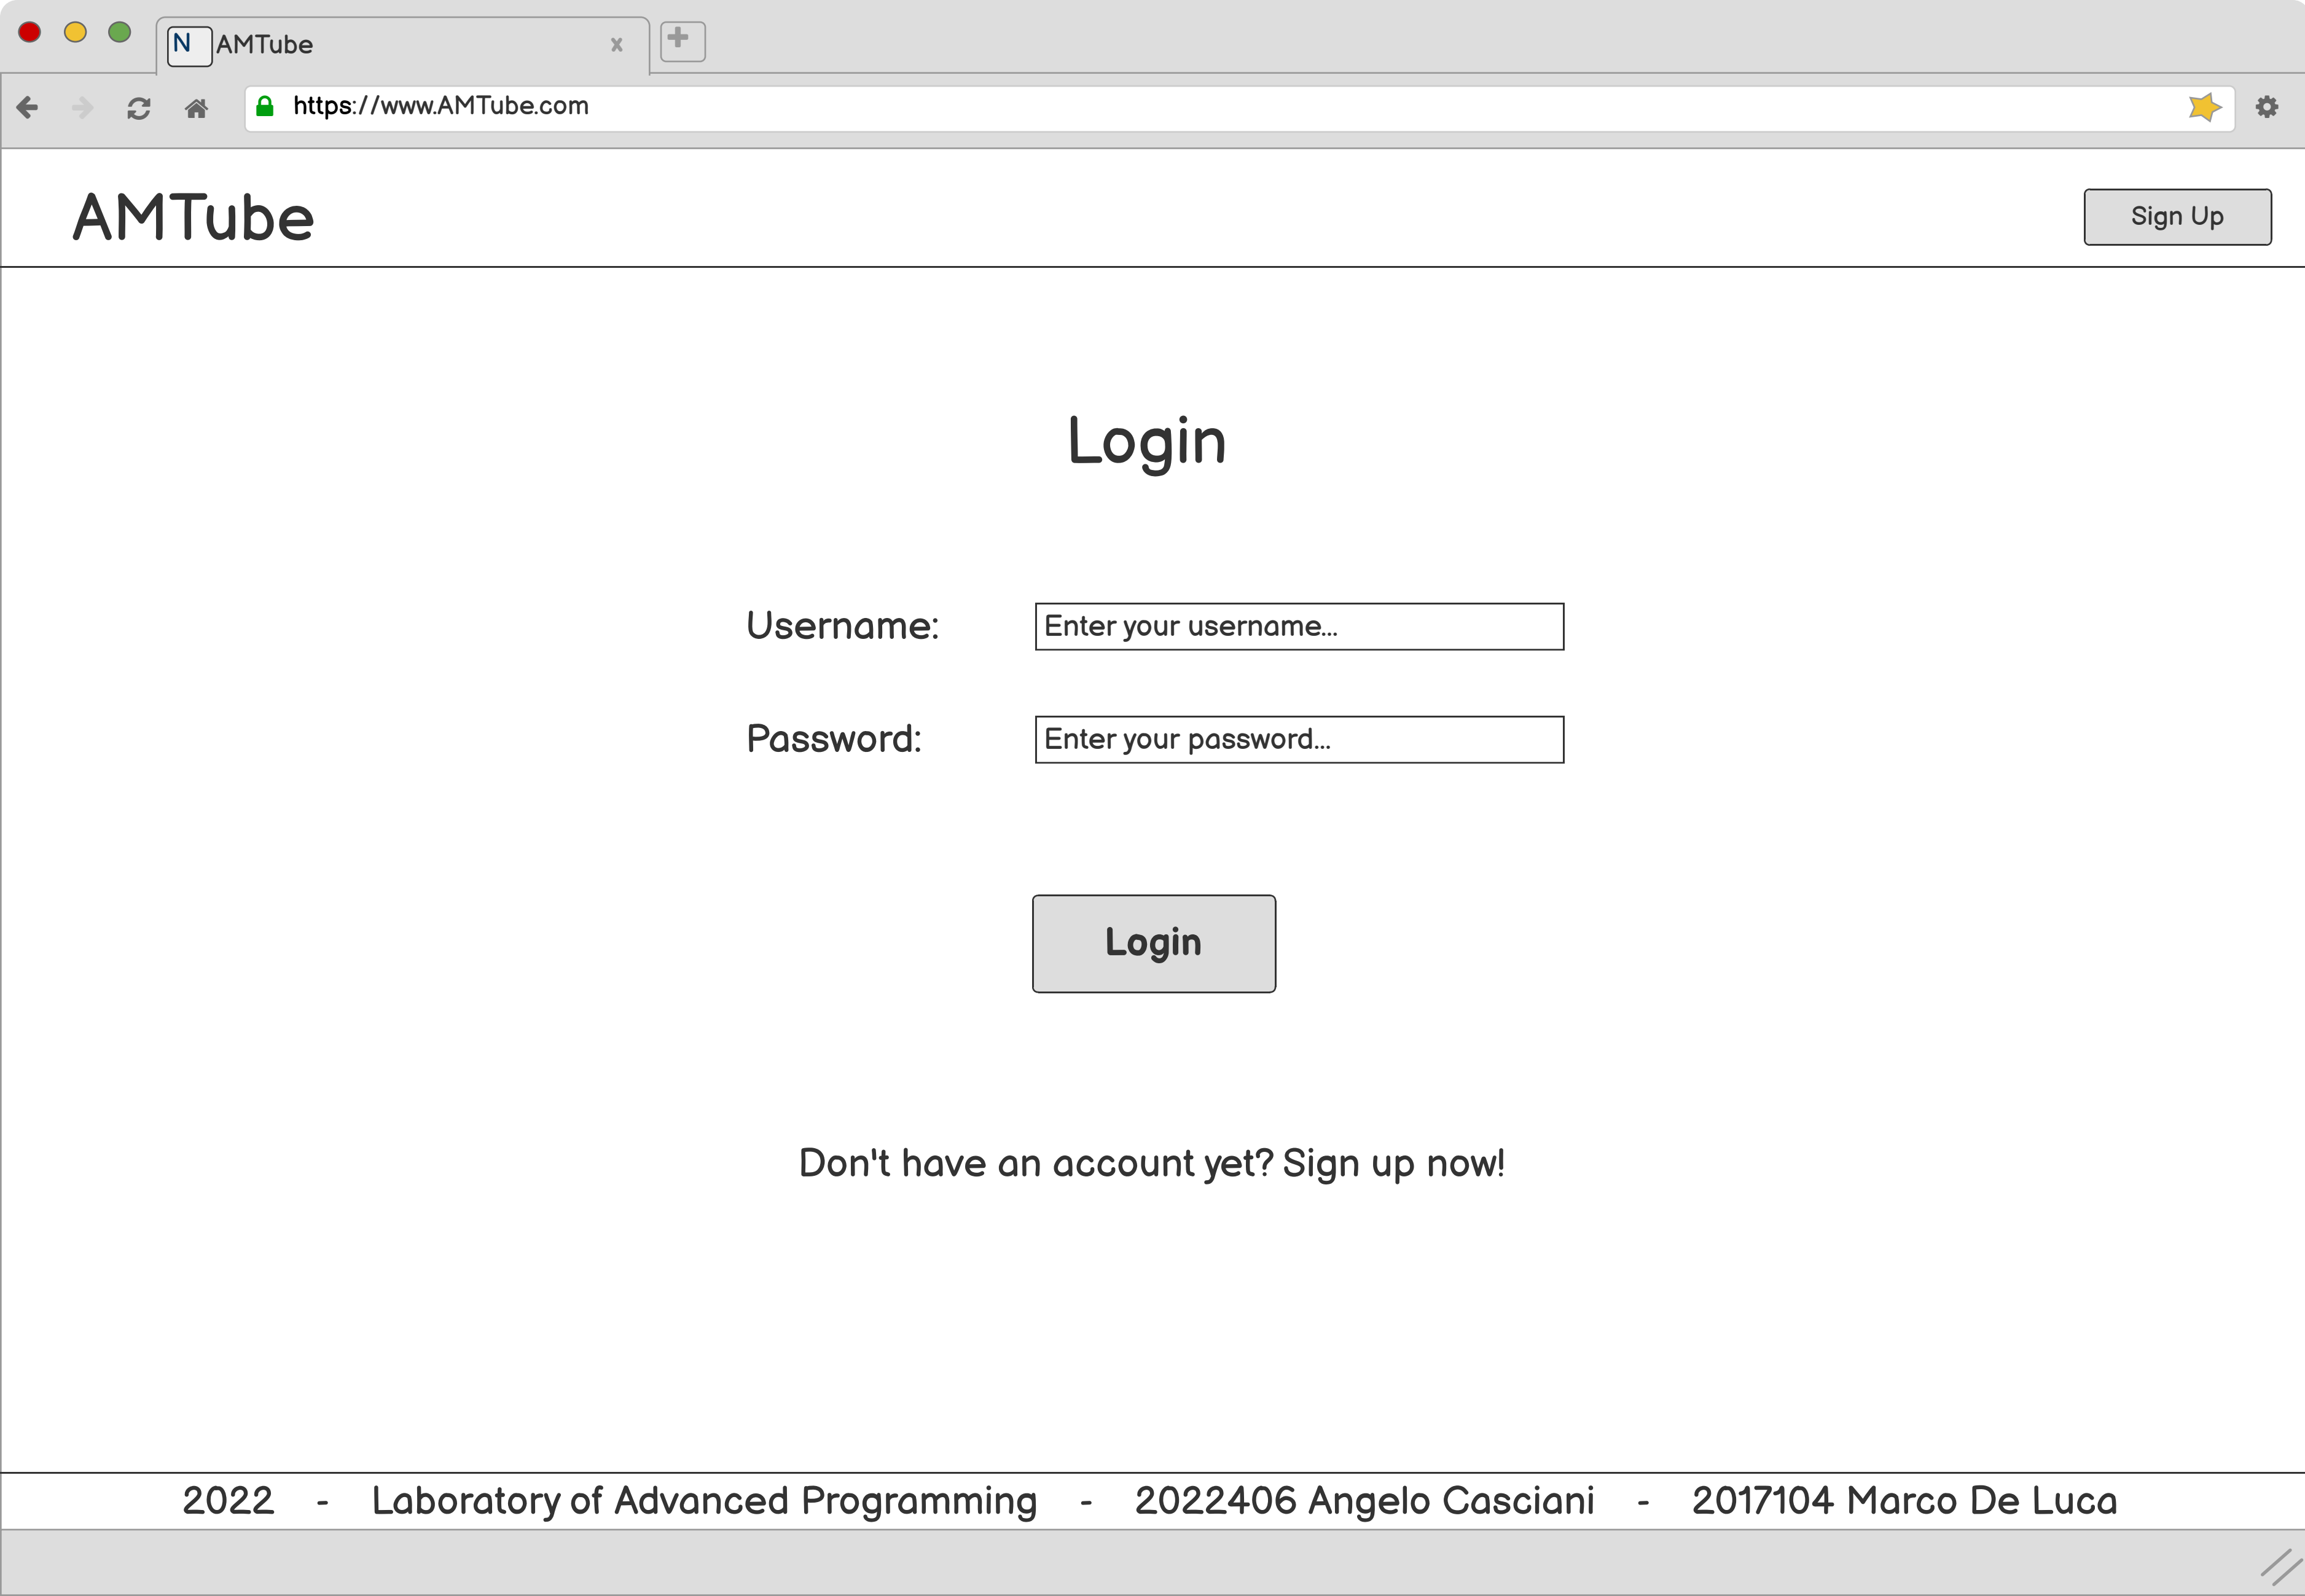 N AMTube
https://www.AMTube.com
AMTube
Sign Up
Login
Username: Enter your username...
Password: Enter your password...
Login
Don't have an account yet? Sign up now!
2022 - Laboratory of Advanced Programming - 2022406 Angelo Casciani - 2017104 Marco De Luca